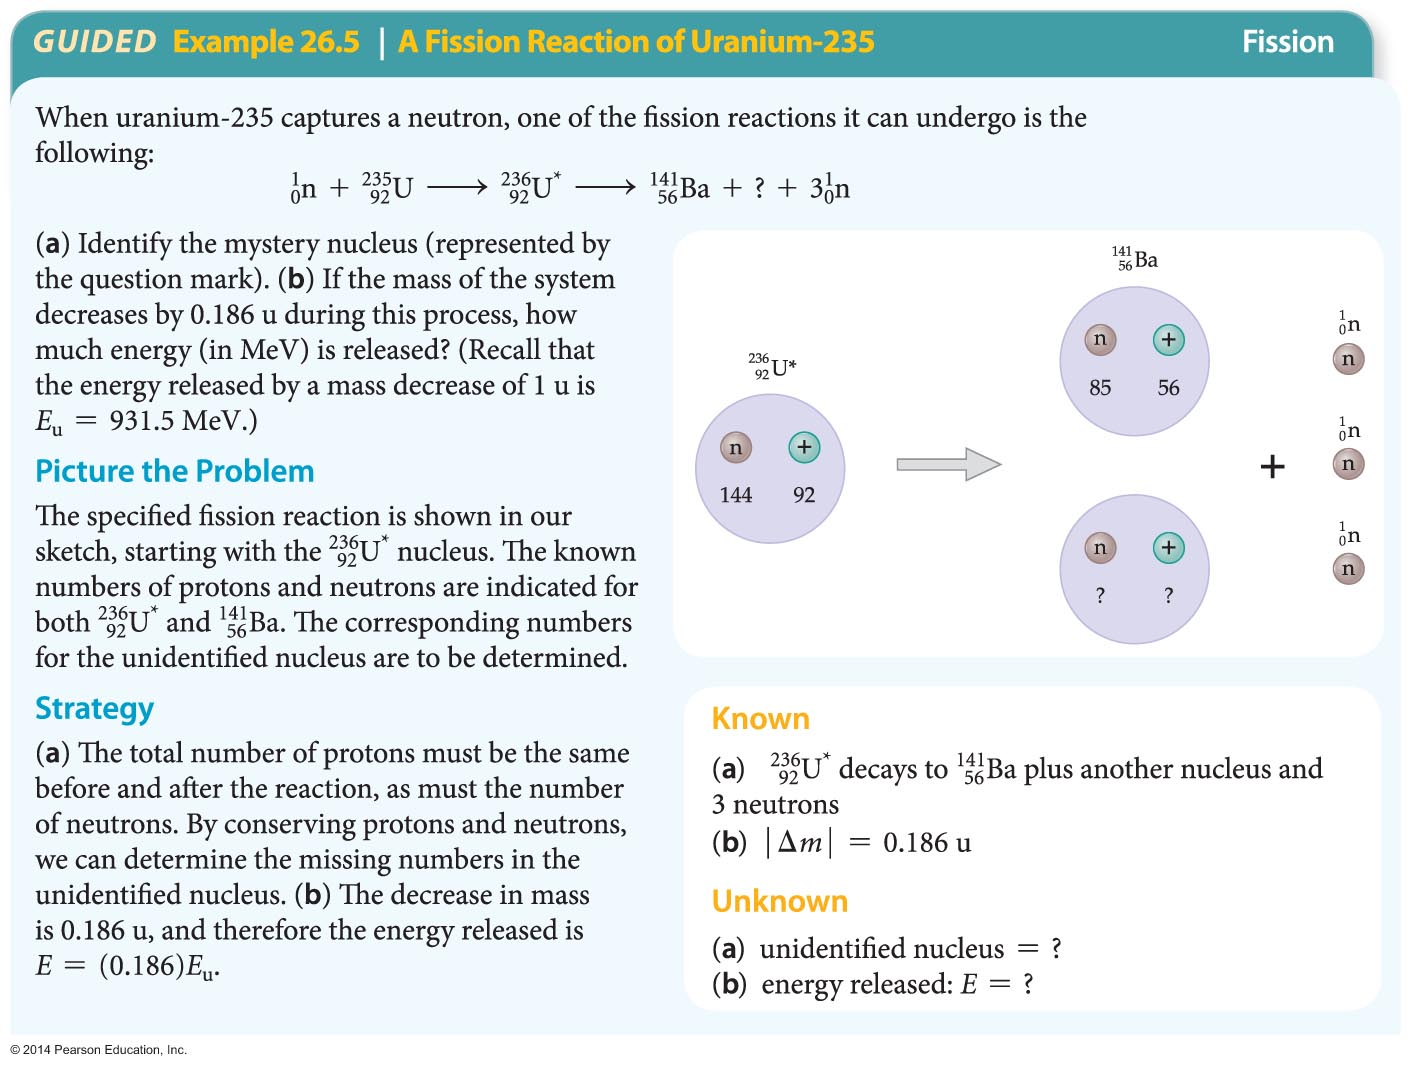 GUIDED Example 26.5 | A Fission Reaction of Uranium-235
Fission
When uranium-235 captures a neutron, one of the fission reactions it can undergo is the
following:
¹₀n + ²³⁵₉₂U ⟶ ²³⁶₉₂U* ⟶ ¹⁴¹₅₆Ba + ? + 3¹₀n
(a) Identify the mystery nucleus (represented by
the question mark). (b) If the mass of the system
decreases by 0.186 u during this process, how
much energy (in MeV) is released? (Recall that
the energy released by a mass decrease of 1 u is
Eᵤ = 931.5 MeV.)
Picture the Problem
The specified fission reaction is shown in our
sketch, starting with the ²³⁶₉₂U* nucleus. The known
numbers of protons and neutrons are indicated for
both ²³⁶₉₂U* and ¹⁴¹₅₆Ba. The corresponding numbers
for the unidentified nucleus are to be determined.
Strategy
(a) The total number of protons must be the same
before and after the reaction, as must the number
of neutrons. By conserving protons and neutrons,
we can determine the missing numbers in the
unidentified nucleus. (b) The decrease in mass
is 0.186 u, and therefore the energy released is
E = (0.186)Eᵤ.
²³⁶₉₂U*
n +
144 92
¹⁴¹₅₆Ba
n +
85 56
n +
? ?
+
¹₀n
n
¹₀n
n
¹₀n
n
Known
(a) ²³⁶₉₂U* decays to ¹⁴¹₅₆Ba plus another nucleus and
3 neutrons
(b) |Δm| = 0.186 u
Unknown
(a) unidentified nucleus = ?
(b) energy released: E = ?
© 2014 Pearson Education, Inc.